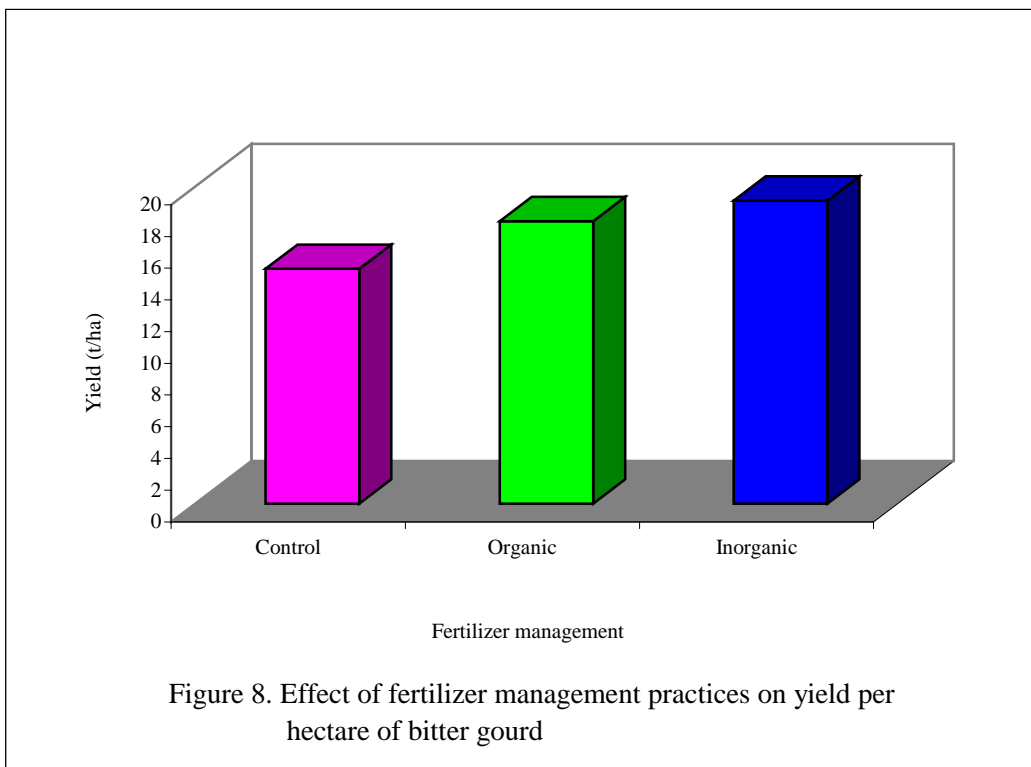 20
18
16
14
12
10
8
6
4
2
0
Yield (t/ha)
Control Organic Inorganic
Fertilizer management
Figure 8. Effect of fertilizer management practices on yield per
hectare of bitter gourd